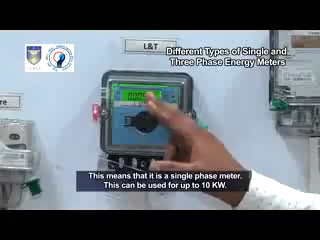 L&T
Different Types of Single and
Three Phase Energy Meters
re
This means that it is a single phase meter.
This can be used for up to 10 KW.